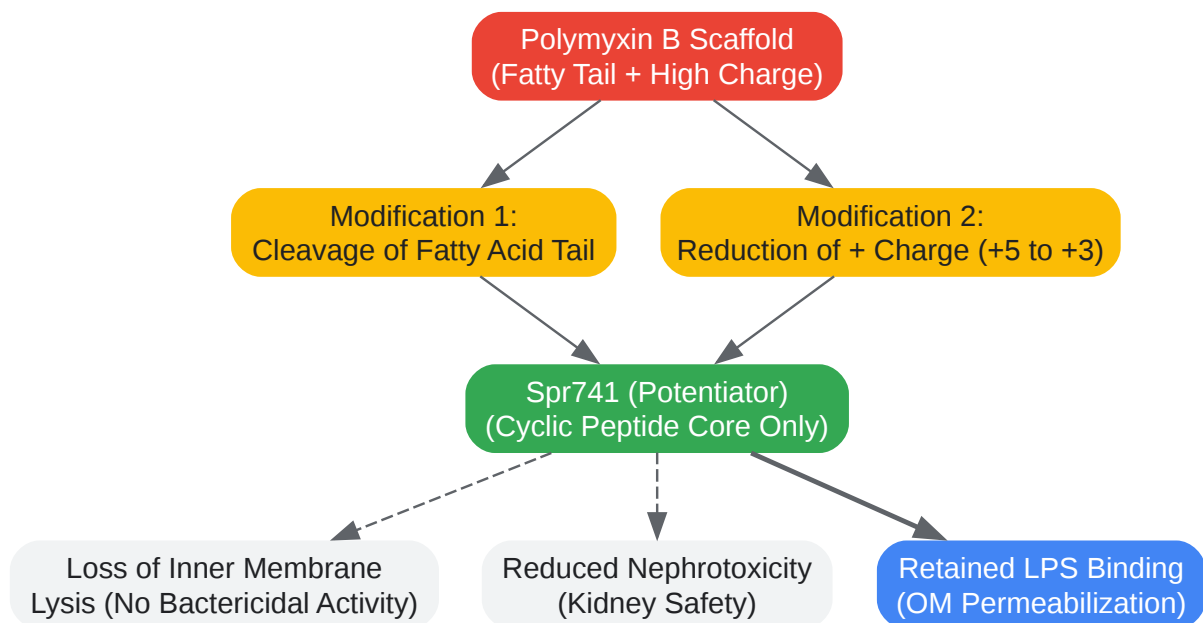 Polymyxin B Scaffold
(Fatty Tail + High Charge)
Modification 1:
Cleavage of Fatty Acid Tail
Modification 2:
Reduction of + Charge (+5 to +3)
Spr741 (Potentiator)
(Cyclic Peptide Core Only)
Loss of Inner Membrane
Lysis (No Bactericidal Activity)
Reduced Nephrotoxicity
(Kidney Safety)
Retained LPS Binding
(OM Permeabilization)